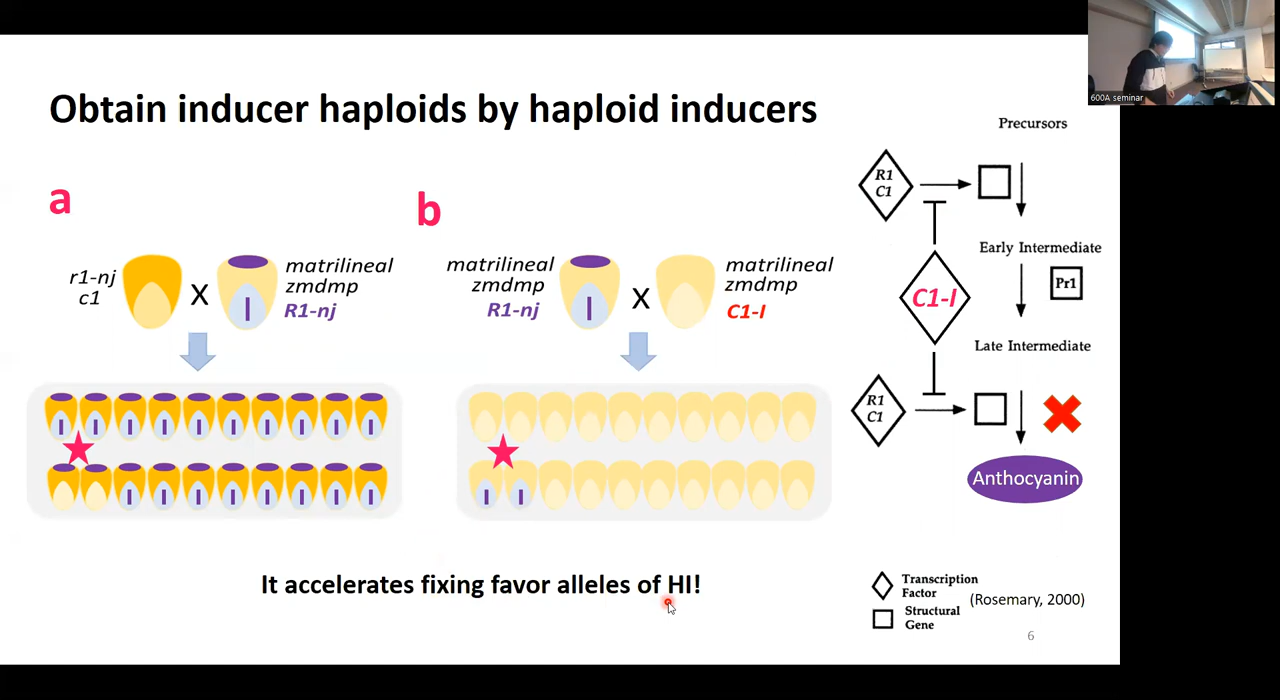 Obtain inducer haploids by haploid inducers
600A seminar
a
r1-nj
c1
X
matrilineal
zmdmp
R1-nj
b
matrilineal
zmdmp
R1-nj
X
matrilineal
zmdmp
C1-I
It accelerates fixing favor alleles of HI!
Precursors
R1
C1
Early Intermediate
Pr1
C1-I
Late Intermediate
R1
C1
Anthocyanin
Transcription
Factor
Structural
Gene
(Rosemary, 2000)
6